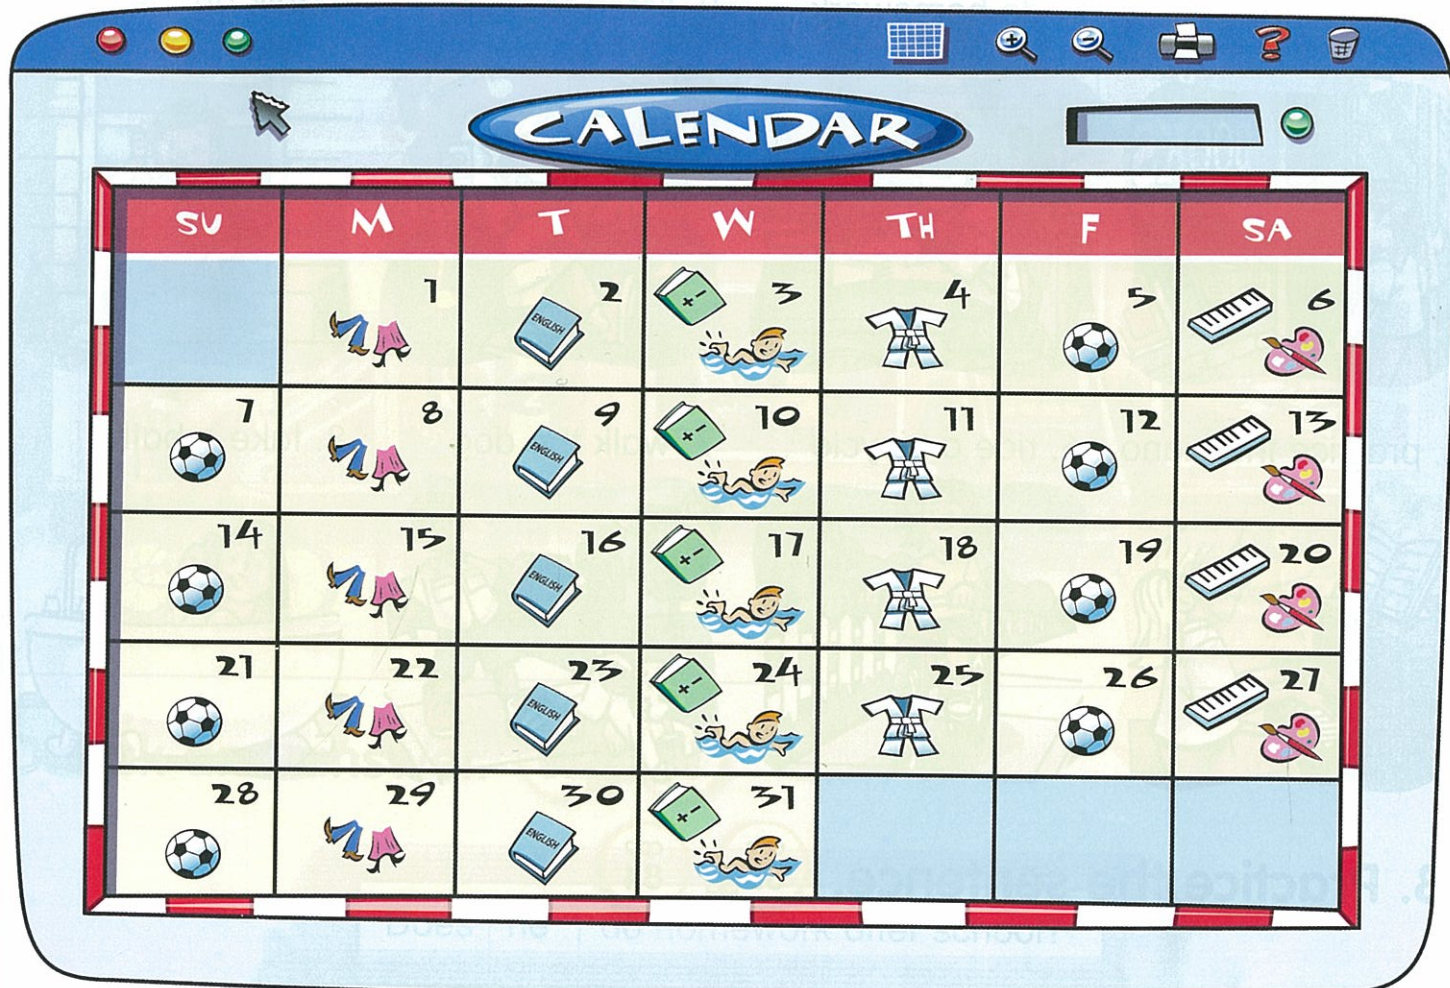 CALENDAR
SU M T W TH F SA
1 2 3 4 5 6
ENGLISH
7 8 9 10 11 12 13
ENGLISH
14 15 16 17 18 19 20
ENGLISH
21 22 23 24 25 26 27
ENGLISH
28 29 30 31
ENGLISH